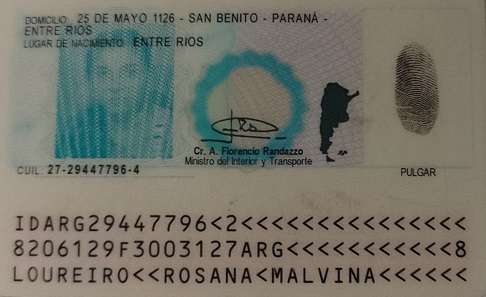 DOMICILIO: 25 DE MAYO 1126 - SAN BENITO - PARANÁ -
ENTRE RIOS
LUGAR DE NACIMIENTO: ENTRE RIOS
Cr. A. Florencio Randazzo
Ministro del Interior y Transporte
CUIL: 27-29447796-4
PULGAR
IDARG29447796<2<<<<<<<<<<<<<<<
8206129F3003127ARG<<<<<<<<<<<8
LOUREIRO<<ROSANA<MALVINA<<<<<<